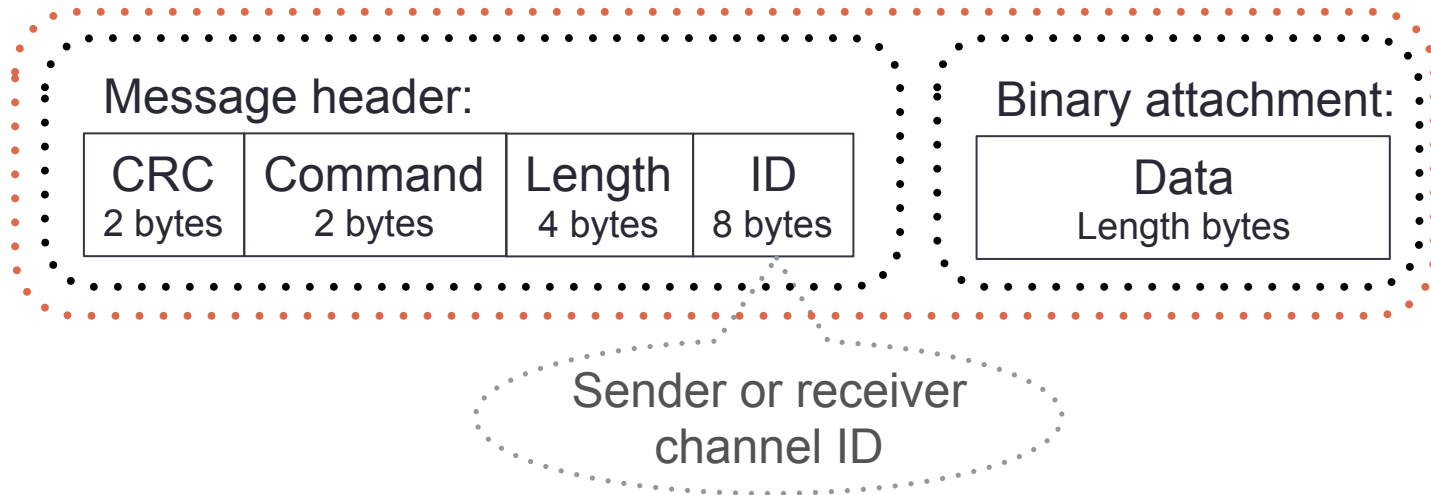 Message header:
CRC
2 bytes
Command
2 bytes
Length
4 bytes
ID
8 bytes
Binary attachment:
Data
Length bytes
Sender or receiver
channel ID